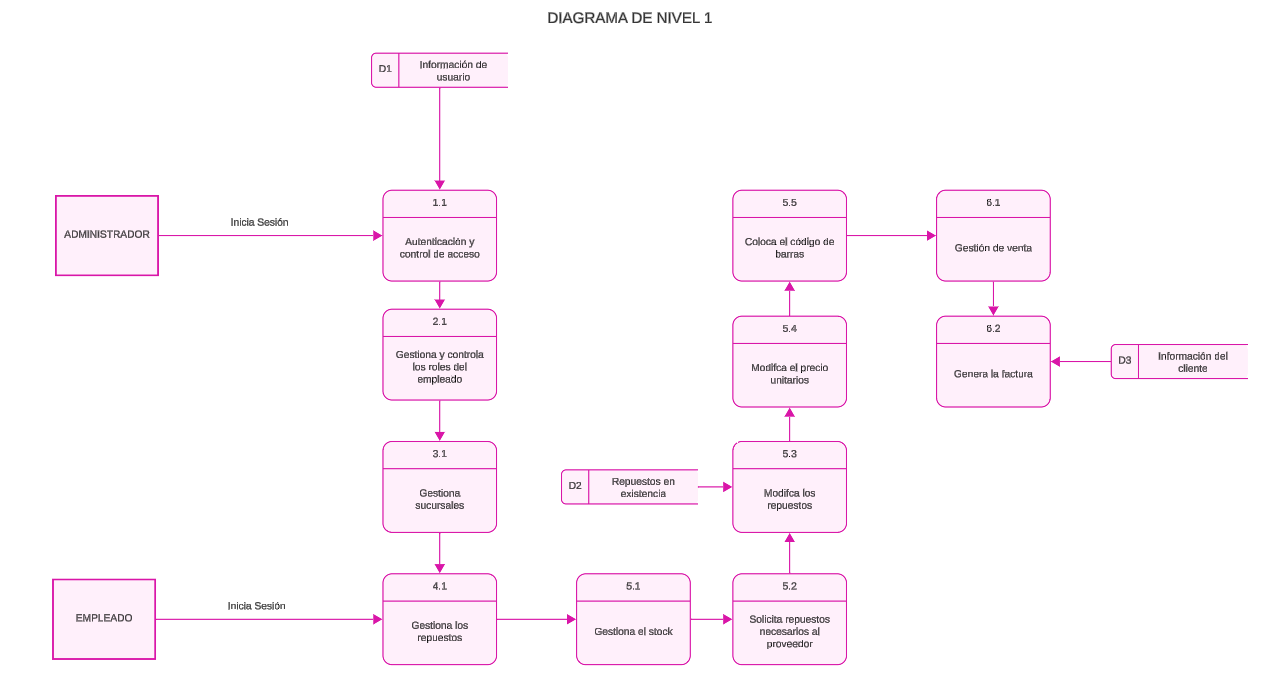 DIAGRAMA DE NIVEL 1
D1
Información de
usuario
ADMINISTRADOR
Inicia Sesión
1.1
Autenticación y
control de acceso
2.1
Gestiona y controla
los roles del
empleado
3.1
Gestiona
sucursales
EMPLEADO
Inicia Sesión
4.1
Gestiona los
repuestos
5.1
Gestiona el stock
5.2
Solicita repuestos
necesarios al
proveedor
D2
Repuestos en
existencia
5.3
Modifca los
repuestos
5.4
Modifca el precio
unitarios
5.5
Coloca el código de
barras
6.1
Gestión de venta
6.2
Genera la factura
D3
Información del
cliente